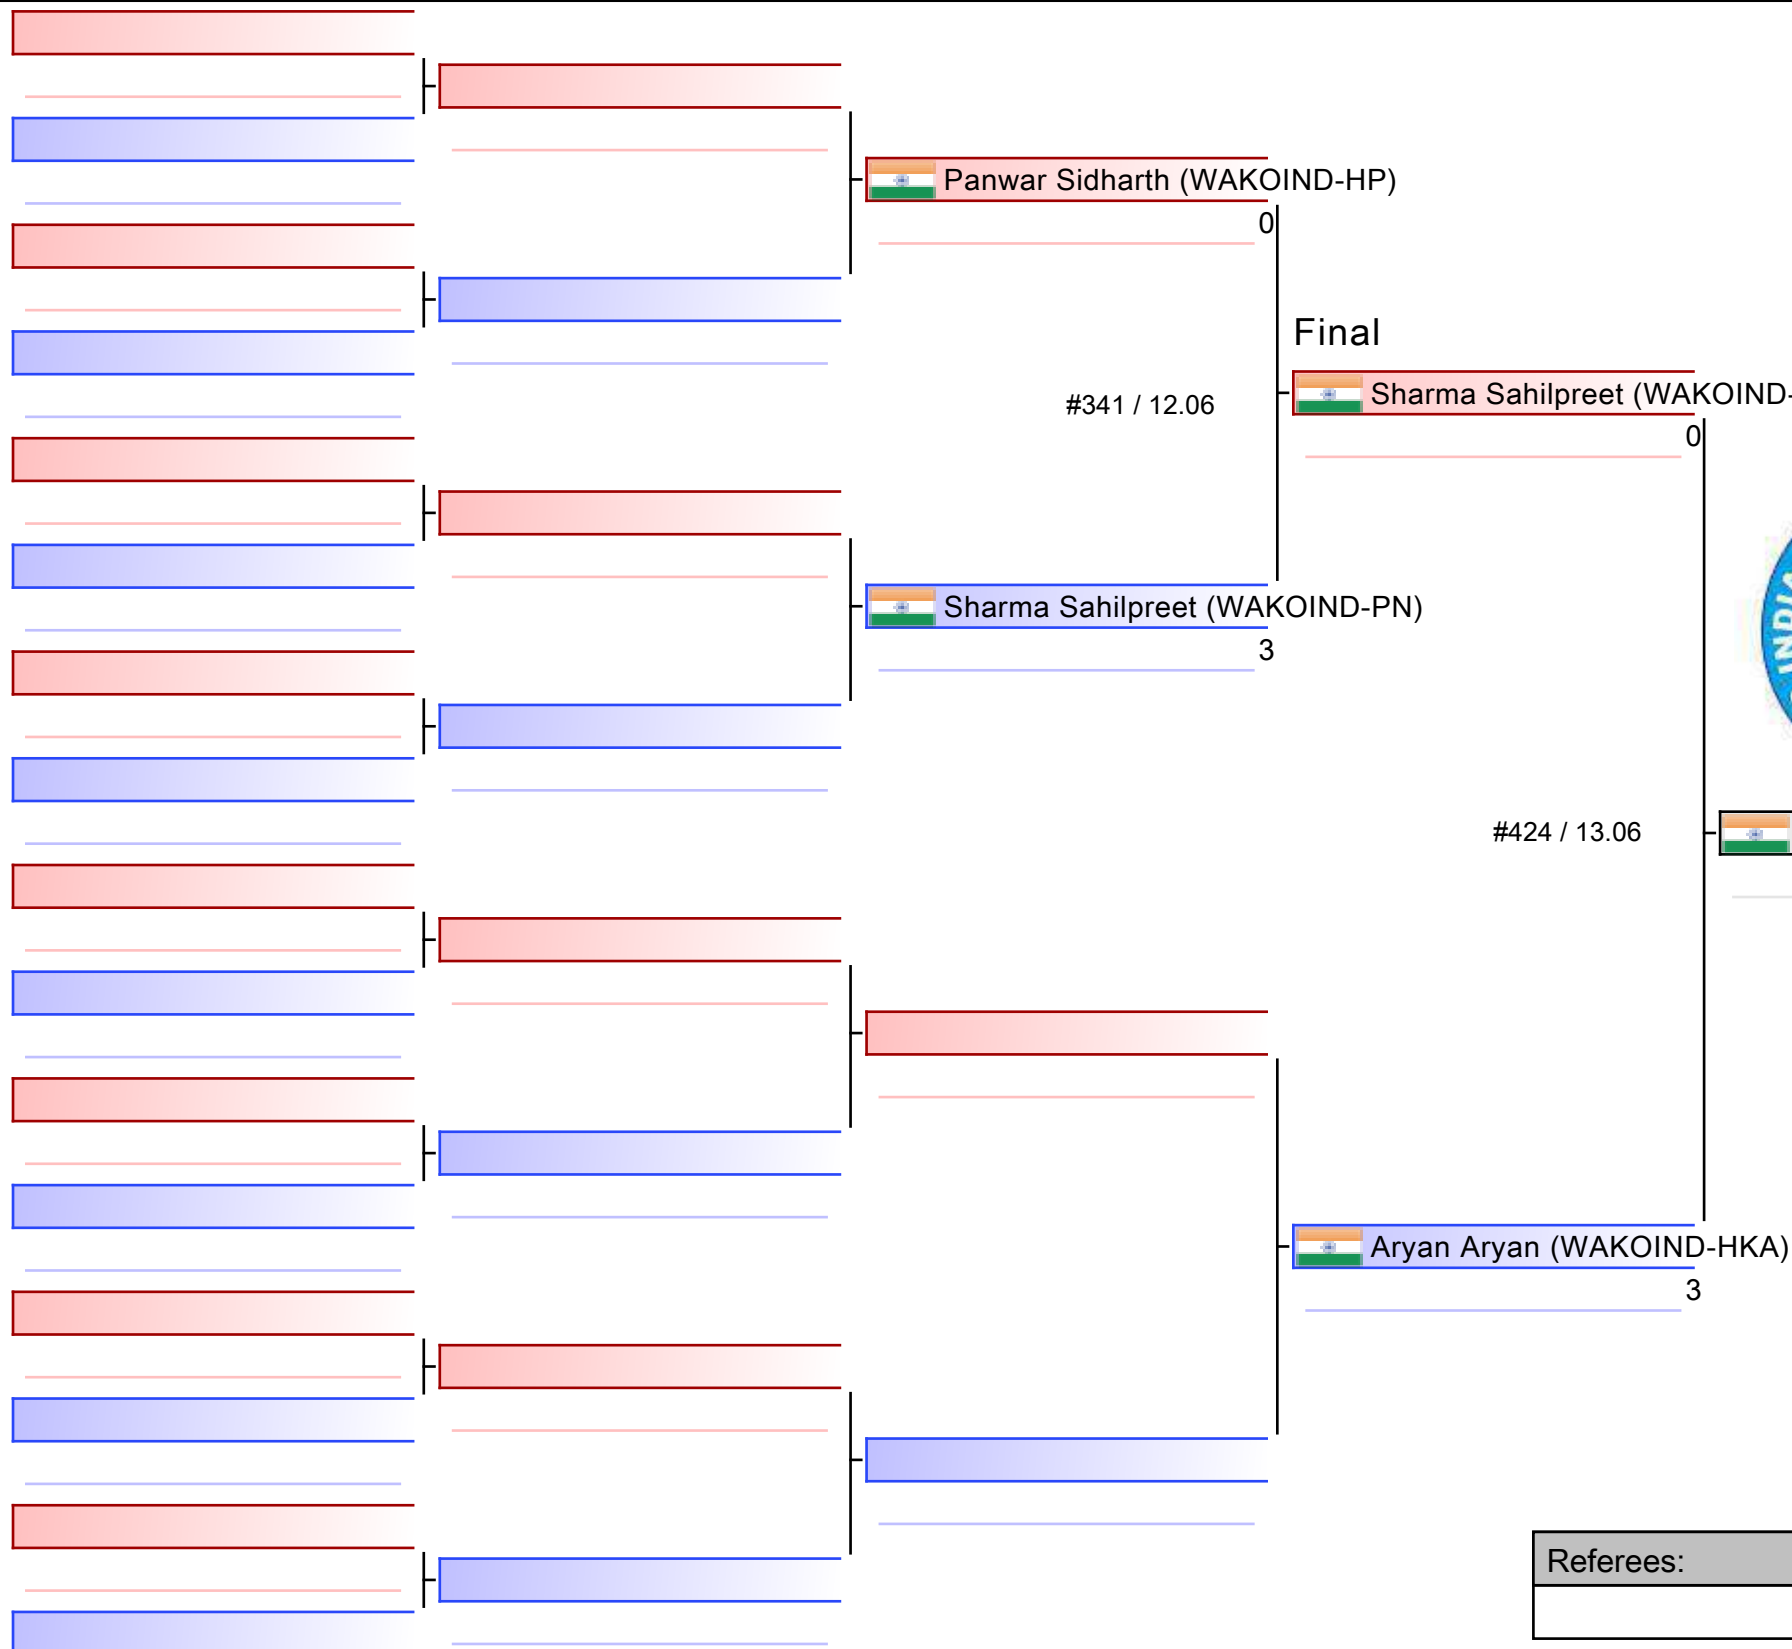 Panwar Sidharth (WAKOIND-HP)
0
Final
Sharma Sahilpreet (WAKOIND-
#341 / 12.06
0
INDIA
Sharma Sahilpreet (WAKOIND-PN)
3
#424 / 13.06
Aryan Aryan (WAKOIND-HKA)
3
Referees: